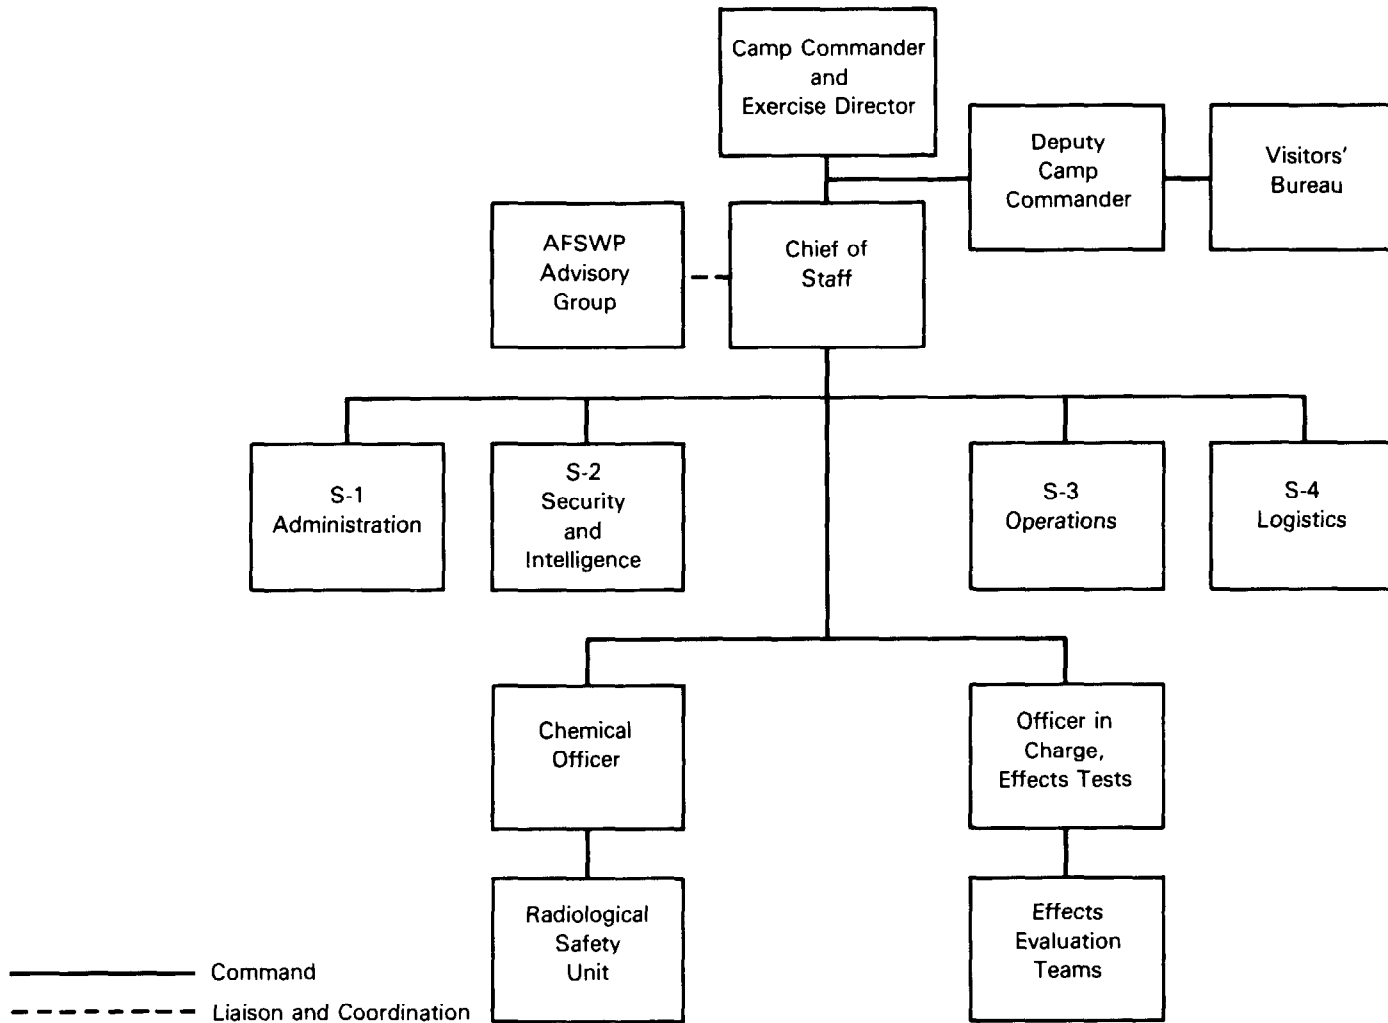 Camp Commander
and
Exercise Director
Deputy
Camp
Commander
Visitors'
Bureau
AFSWP
Advisory
Group
Chief of
Staff
S-1
Administration
S-2
Security
and
Intelligence
S-3
Operations
S-4
Logistics
Chemical
Officer
Officer in
Charge,
Effects Tests
Radiological
Safety
Unit
Effects
Evaluation
Teams
Command
Liaison and Coordination